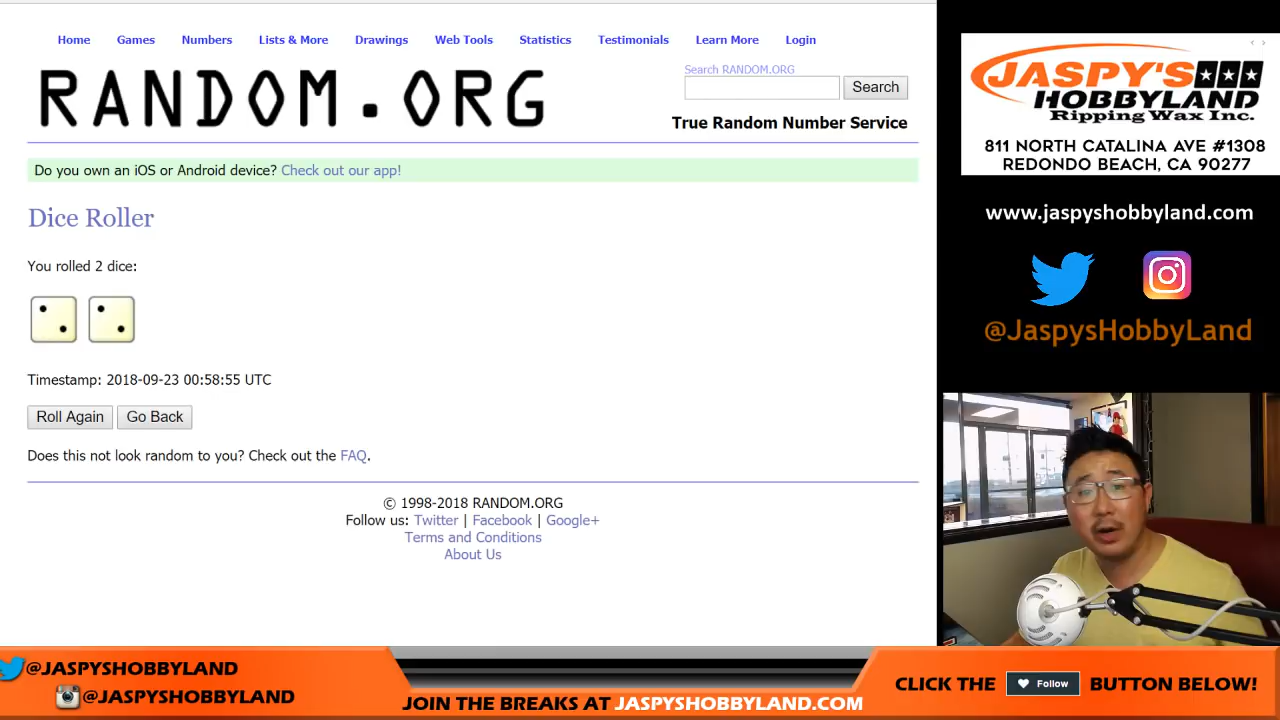 Home Games Numbers Lists & More Drawings Web Tools Statistics Testimonials Learn More Login
RANDOM.ORG
Search RANDOM.ORG
Search
True Random Number Service
Do you own an iOS or Android device? Check out our app!
Dice Roller
You rolled 2 dice:
Timestamp: 2018-09-23 00:58:55 UTC
Roll Again Go Back
Does this not look random to you? Check out the FAQ.
© 1998-2018 RANDOM.ORG
Follow us: Twitter | Facebook | Google+
Terms and Conditions
About Us
JASPY'S
HOBBYLAND
Ripping Wax Inc.
811 NORTH CATALINA AVE #1308
REDONDO BEACH, CA 90277
www.jaspyshobbyland.com
@JaspysHobbyLand
@JASPYSHOBBYLAND
@JASPYSHOBBYLAND
JOIN THE BREAKS AT JASPYSHOBBYLAND.COM
CLICK THE Follow BUTTON BELOW!